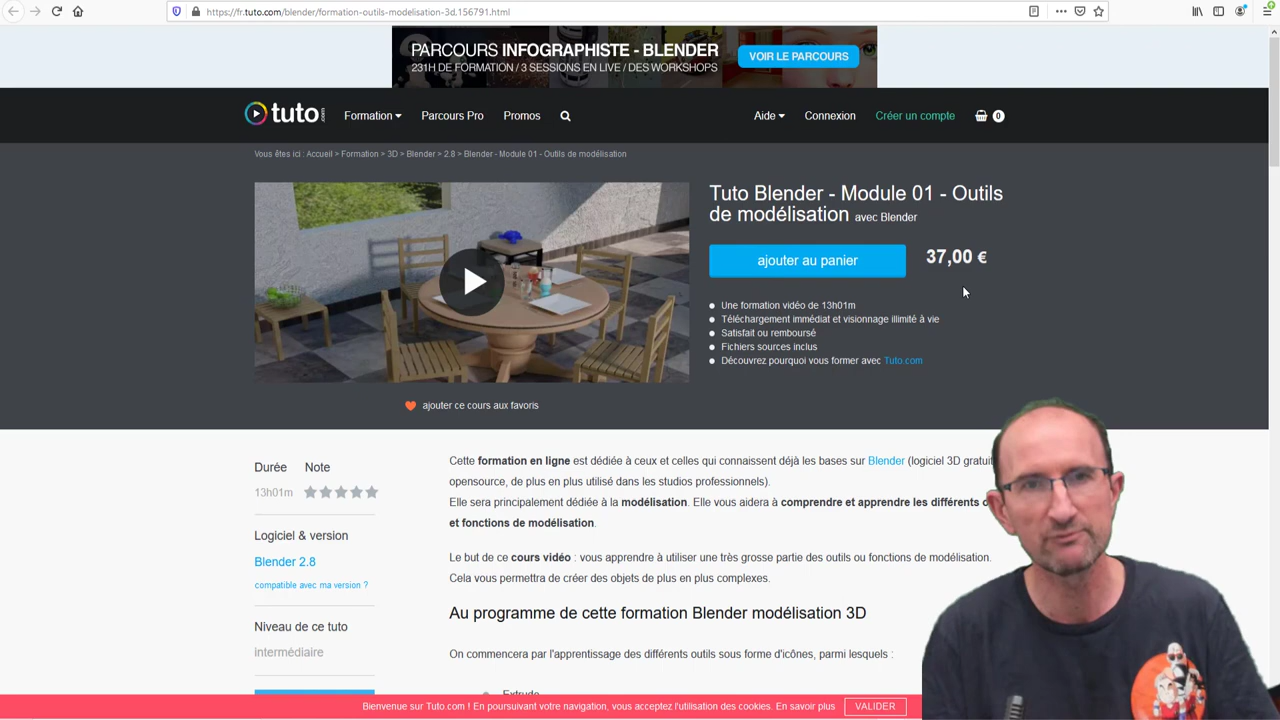 https://fr.tuto.com/blender/formation-outils-modelisation-3d,156791.html
PARCOURS INFOGRAPHISTE - BLENDER
231H DE FORMATION / 3 SESSIONS EN LIVE / DES WORKSHOPS
VOIR LE PARCOURS
tuto.com
Formation
Parcours Pro
Promos
Aide
Connexion
Créer un compte
0
Vous êtes ici : Accueil > Formation > 3D > Blender > 2.8 > Blender - Module 01 - Outils de modélisation
Tuto Blender - Module 01 - Outils
de modélisation avec Blender
ajouter au panier
37,00 €
Une formation vidéo de 13h01m
Téléchargement immédiat et visionnage illimité à vie
Satisfait ou remboursé
Fichiers sources inclus
Découvrez pourquoi vous former avec Tuto.com
ajouter ce cours aux favoris
Durée
Note
13h01m
Logiciel & version
Blender 2.8
compatible avec ma version ?
Niveau de ce tuto
intermédiaire
Cette formation en ligne est dédiée à ceux et celles qui connaissent déjà les bases sur Blender (logiciel 3D gratuit
opensource, de plus en plus utilisé dans les studios professionnels).
Elle sera principalement dédiée à la modélisation. Elle vous aidera à comprendre et apprendre les différents
et fonctions de modélisation.
Le but de ce cours vidéo : vous apprendre à utiliser une très grosse partie des outils ou fonctions de modélisation.
Cela vous permettra de créer des objets de plus en plus complexes.
Au programme de cette formation Blender modélisation 3D
On commencera par l'apprentissage des différents outils sous forme d'icônes, parmi lesquels :
Extrude
Bienvenue sur Tuto.com ! En poursuivant votre navigation, vous acceptez l'utilisation des cookies. En savoir plus
VALIDER